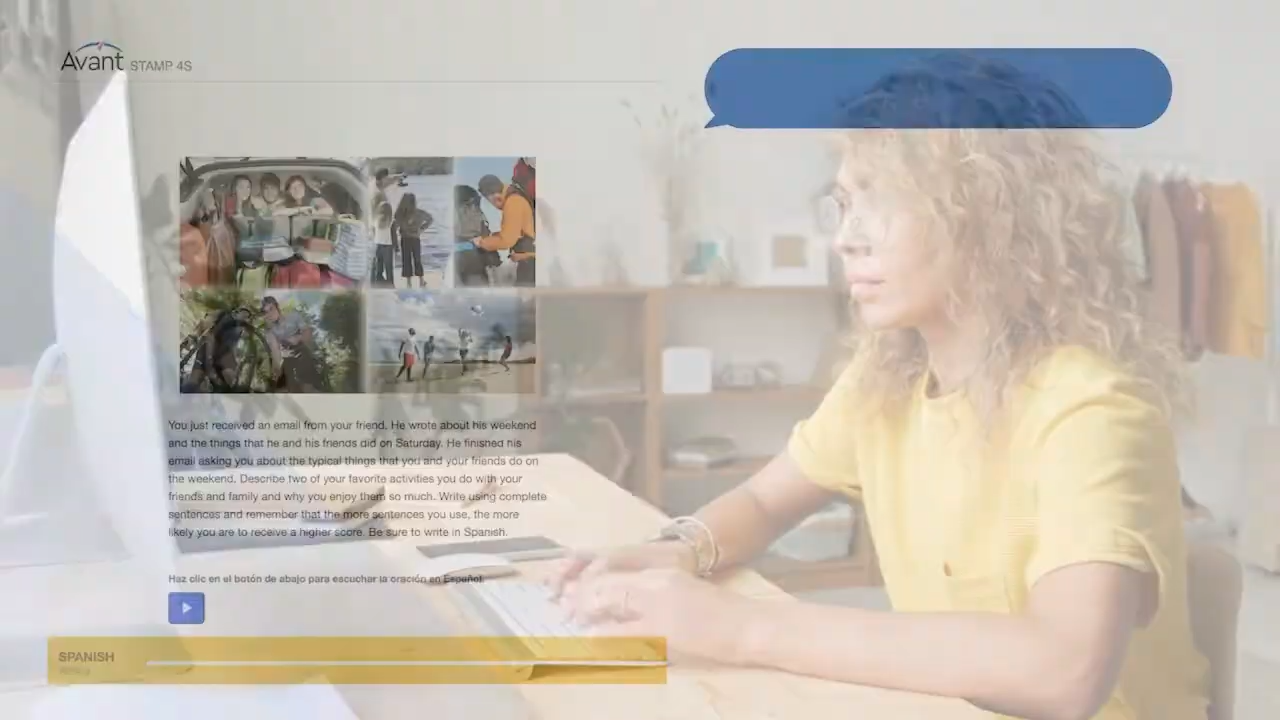 Avant STAMP 4S
You just received an email from your friend. He wrote about his weekend
and the things that he and his friends did on Saturday. He finished his
email asking you about the typical things that you and your friends do on
the weekend. Describe two of your favorite activities you do with your
friends and family and why you enjoy them so much. Write using complete
sentences and remember that the more sentences you use, the more
likely you are to receive a higher score. Be sure to write in Spanish.
Haz clic en el botón de abajo para escuchar la oración en Español.
SPANISH